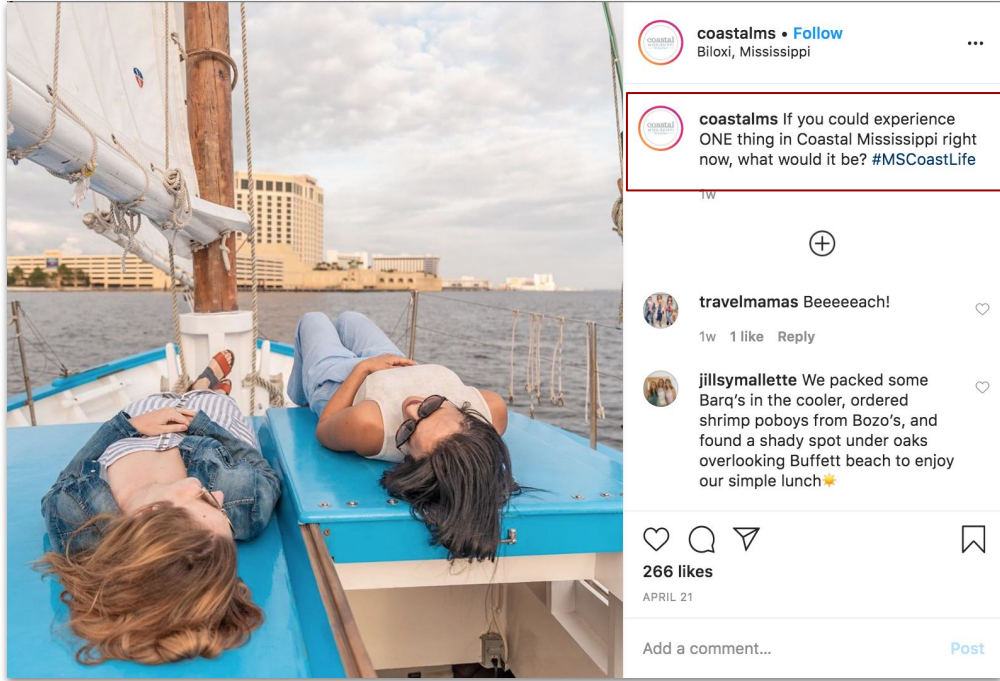 coastalms • Follow
Biloxi, Mississippi
coastal
MISSISSIPPI
coastalms If you could experience
ONE thing in Coastal Mississippi right
now, what would it be? #MSCoastLife
1w
travelmamas Beeeeeach!
1w 1 like Reply
jillsymallette We packed some
Barq’s in the cooler, ordered
shrimp poboys from Bozo’s, and
found a shady spot under oaks
overlooking Buffett beach to enjoy
our simple lunch☀️
266 likes
APRIL 21
Add a comment... Post